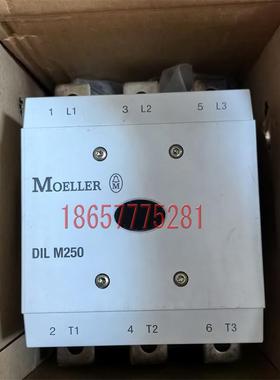 1 L1 3 L2 5 L3
MOELLER M
18657775281
DIL M250
2 T1 4 T2 6 T3